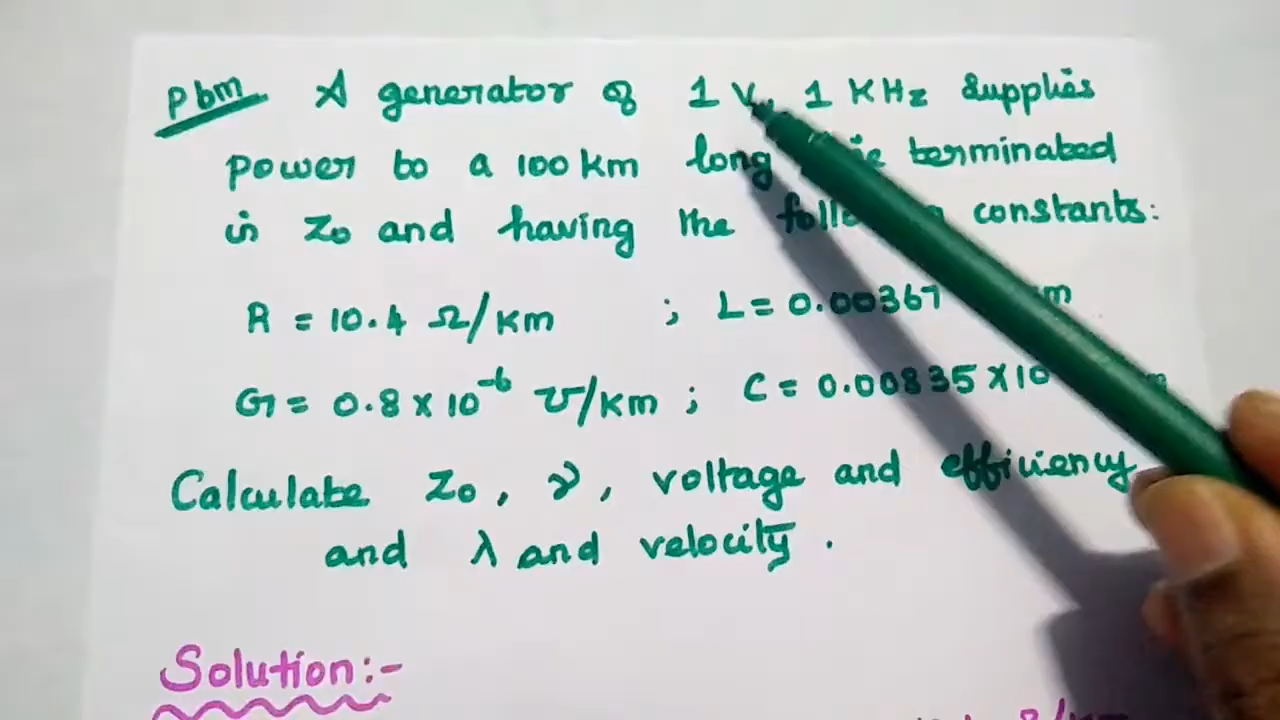 Pbm A generator of 1 V, 1 KHz Supplies
power to a 100 km long terminated
in Z₀ and having the constants:
R = 10.4 Ω/Km ; L = 0.00367
G = 0.8 × 10⁻⁶ ℧/Km ; C = 0.00835 × 10
Calculate Z₀, γ, voltage and efficiency
and λ and velocity.
Solution:-